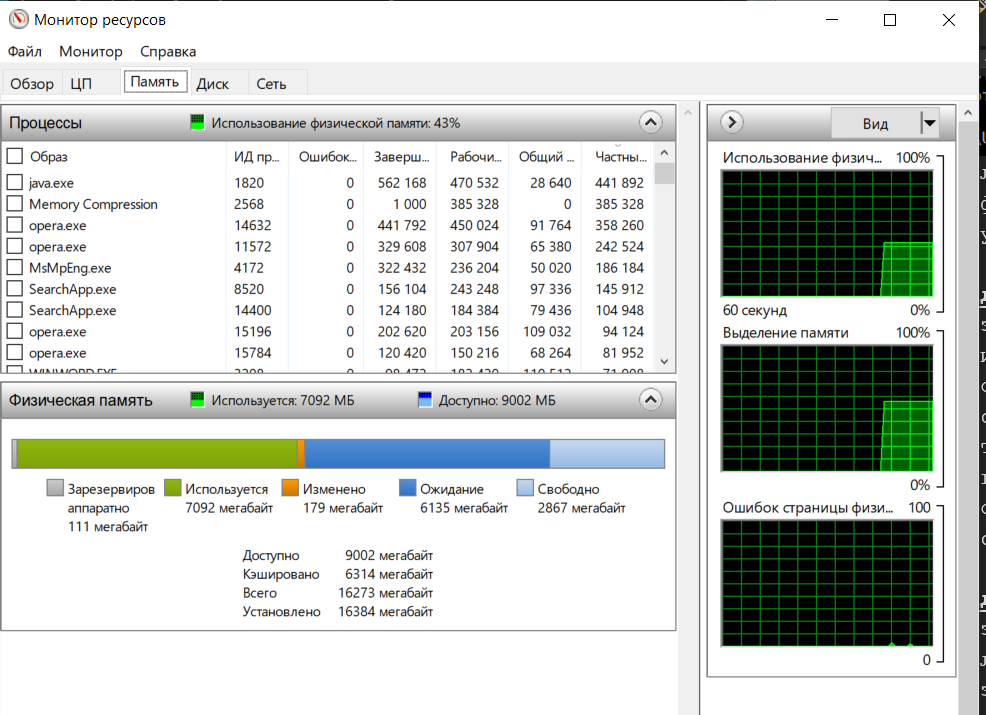 Монитор ресурсов
Файл Монитор Справка
Обзор ЦП Память Диск Сеть
Процессы Использование физической памяти: 43%
Образ ИД пр... Ошибок... Заверш... Рабочи... Общий ... Частны...
java.exe 1820 0 562 168 470 532 28 640 441 892
Memory Compression 2568 0 1 000 385 328 0 385 328
opera.exe 14632 0 441 792 450 024 91 764 358 260
opera.exe 11572 0 329 608 307 904 65 380 242 524
MsMpEng.exe 4172 0 322 432 236 204 50 020 186 184
SearchApp.exe 8520 0 156 104 243 248 97 336 145 912
SearchApp.exe 14400 0 124 180 184 384 79 436 104 948
opera.exe 15196 0 202 620 203 156 109 032 94 124
opera.exe 15784 0 120 420 150 216 68 264 81 952
Физическая память Используется: 7092 МБ Доступно: 9002 МБ
Зарезервиров аппаратно 111 мегабайт
Используется 7092 мегабайт
Изменено 179 мегабайт
Ожидание 6135 мегабайт
Свободно 2867 мегабайт
Доступно 9002 мегабайт
Кэшировано 6314 мегабайт
Всего 16273 мегабайт
Установлено 16384 мегабайт
Вид
Использование физич... 100%
60 секунд 0%
Выделение памяти 100%
0%
Ошибок страницы физи... 100
0